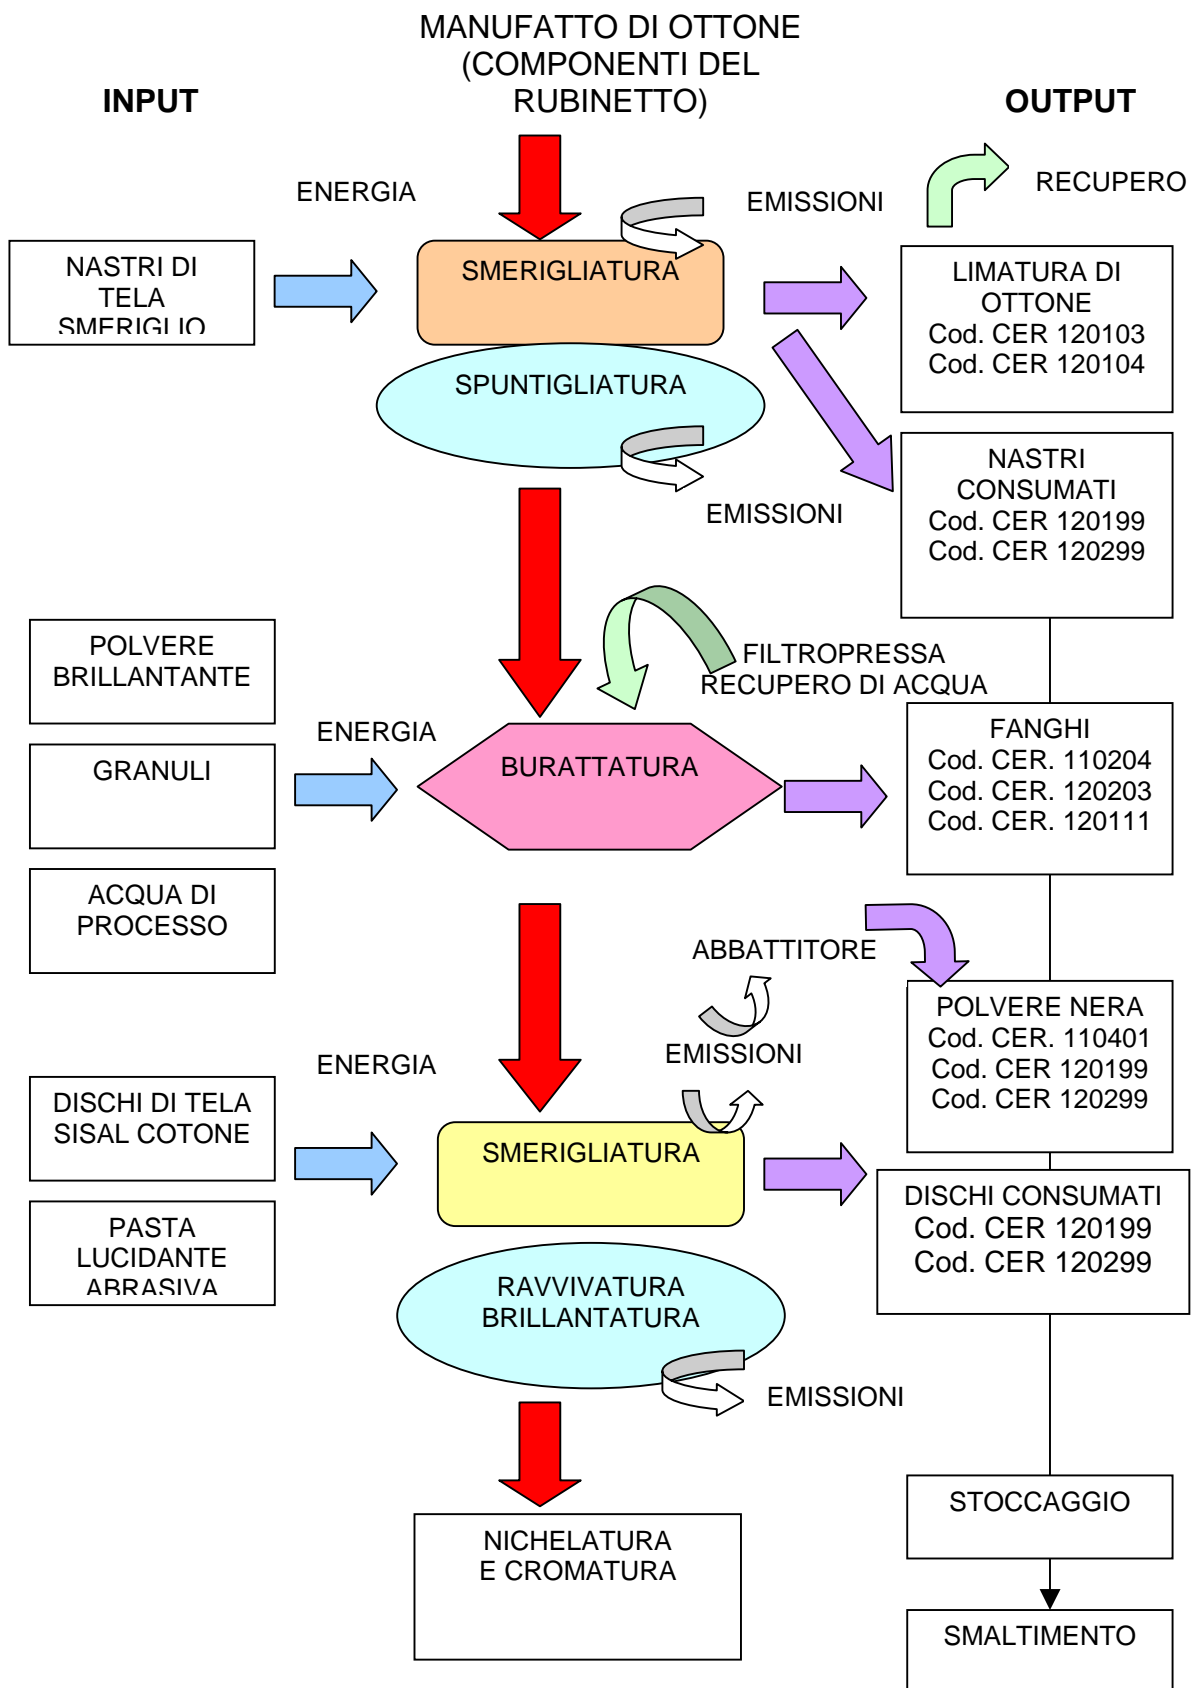 MANUFATTO DI OTTONE
(COMPONENTI DEL
RUBINETTO)
INPUT
OUTPUT
RECUPERO
ENERGIA
EMISSIONI
NASTRI DI
TELA
SMERIGLIO
SMERIGLIATURA
LIMATURA DI
OTTONE
Cod. CER 120103
Cod. CER 120104
SPUNTIGLIATURA
EMISSIONI
NASTRI
CONSUMATI
Cod. CER 120199
Cod. CER 120299
POLVERE
BRILLANTANTE
FILTROPRESSA
RECUPERO DI ACQUA
ENERGIA
GRANULI
BURATTATURA
FANGHI
Cod. CER. 110204
Cod. CER. 120203
Cod. CER. 120111
ACQUA DI
PROCESSO
ABBATTITORE
EMISSIONI
POLVERE NERA
Cod. CER. 110401
Cod. CER 120199
Cod. CER 120299
ENERGIA
DISCHI DI TELA
SISAL COTONE
SMERIGLIATURA
DISCHI CONSUMATI
Cod. CER 120199
Cod. CER 120299
PASTA
LUCIDANTE
ABRASIVA
RAVVIVATURA
BRILLANTATURA
EMISSIONI
NICHELATURA
E CROMATURA
STOCCAGGIO
SMALTIMENTO